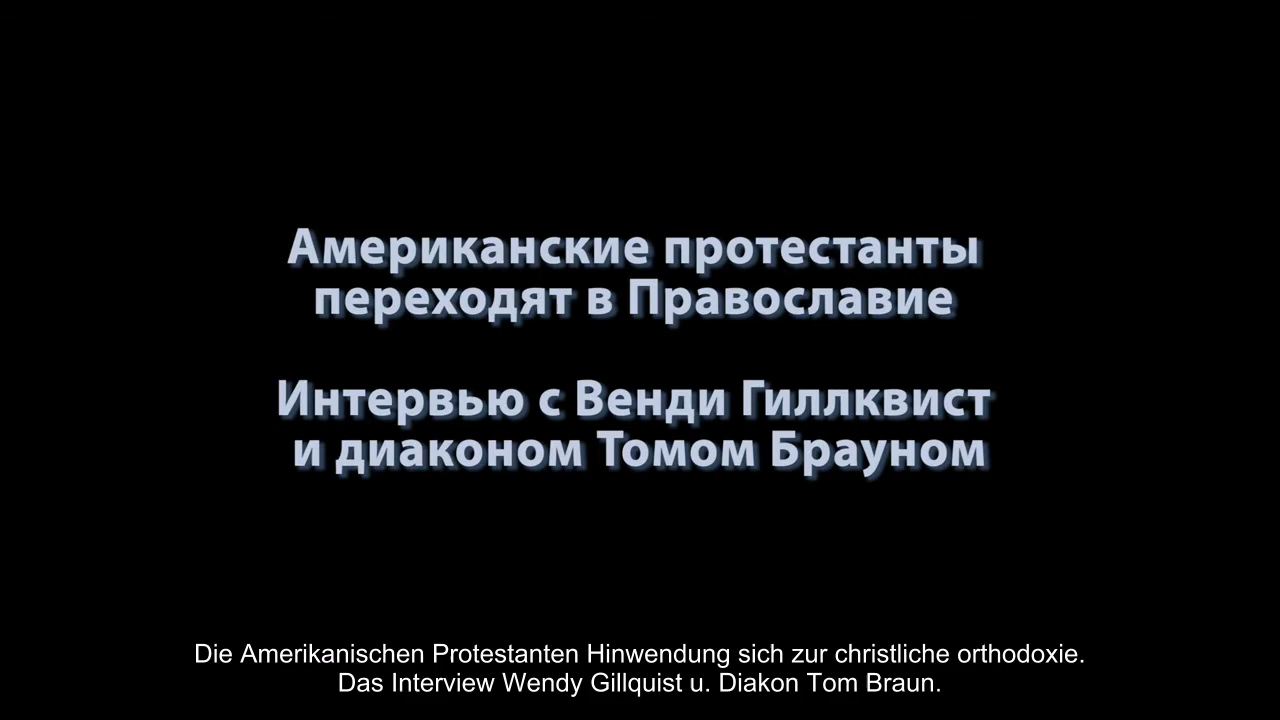 Американские протестанты
переходят в Православие
Интервью с Венди Гиллквист
и диаконом Томом Брауном
Die Amerikanischen Protestanten Hinwendung sich zur christliche orthodoxie.
Das Interview Wendy Gillquist u. Diakon Tom Braun.